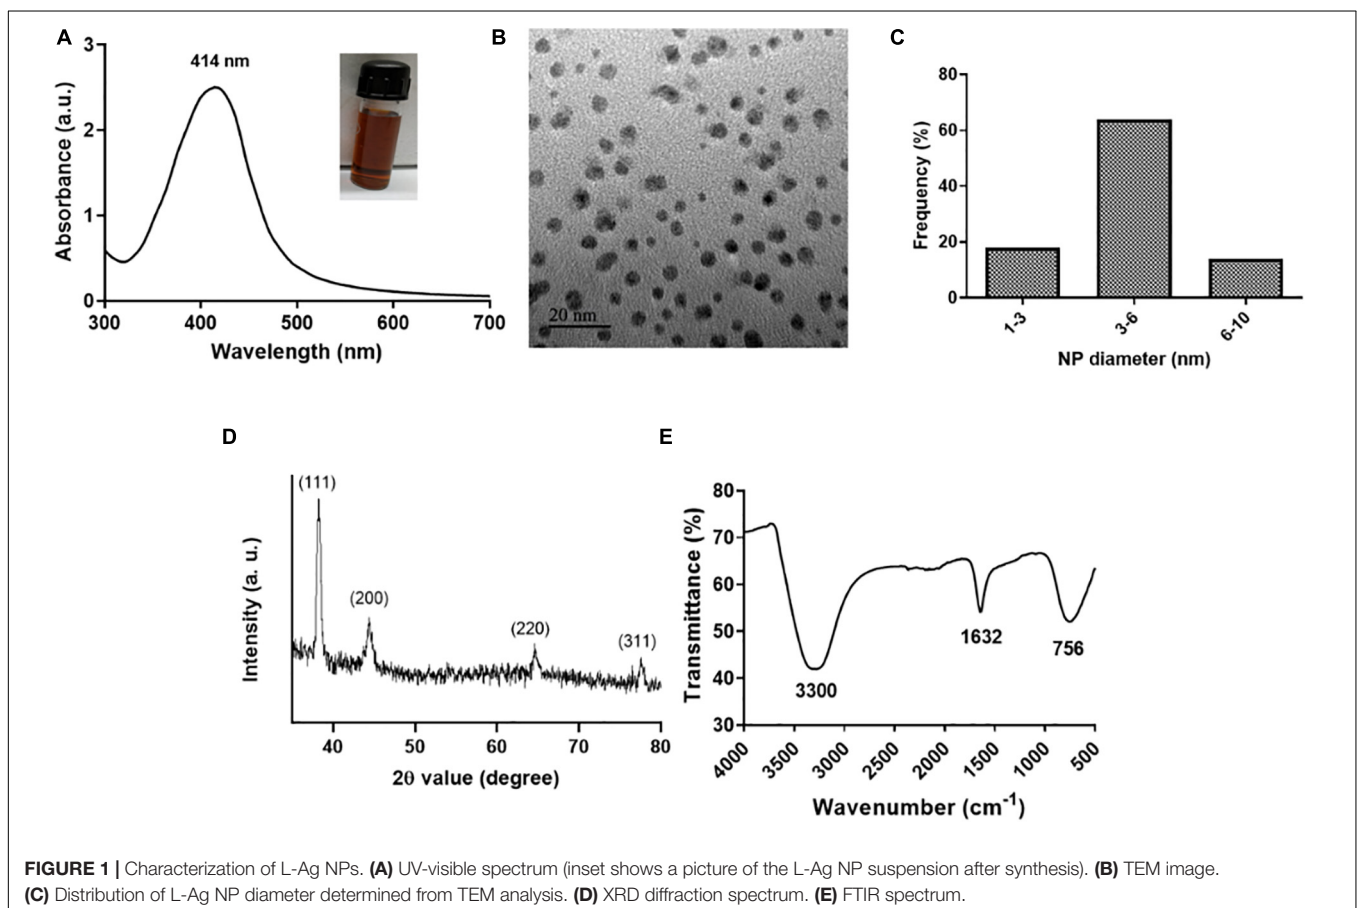 A
3
2
1
0
Absorbance (a.u.)
414 nm
300
400
500
600
700
Wavelength (nm)
B
20 nm
C
80
60
40
20
0
Frequency (%)
1-3
3-6
6-10
NP diameter (nm)
D
Intensity (a. u.)
(111)
(200)
(220)
(311)
40
50
60
70
80
2θ value (degree)
E
80
70
60
50
40
30
Transmittance (%)
3300
1632
756
4000
3500
3000
2500
2000
1500
1000
500
Wavenumber (cm⁻¹)
FIGURE 1 | Characterization of L-Ag NPs. (A) UV-visible spectrum (inset shows a picture of the L-Ag NP suspension after synthesis). (B) TEM image.
(C) Distribution of L-Ag NP diameter determined from TEM analysis. (D) XRD diffraction spectrum. (E) FTIR spectrum.